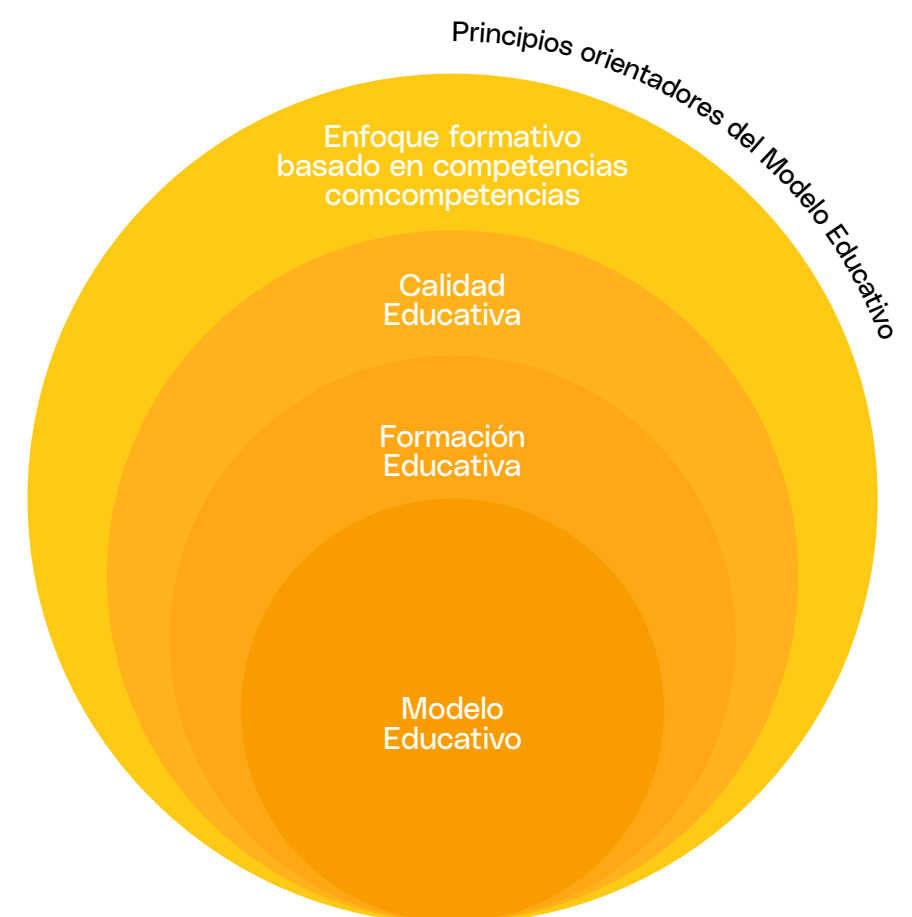 Principios orientadores del Modelo Educativo
Enfoque formativo
basado en competencias
comcompetencias
Calidad
Educativa
Formación
Educativa
Modelo
Educativo